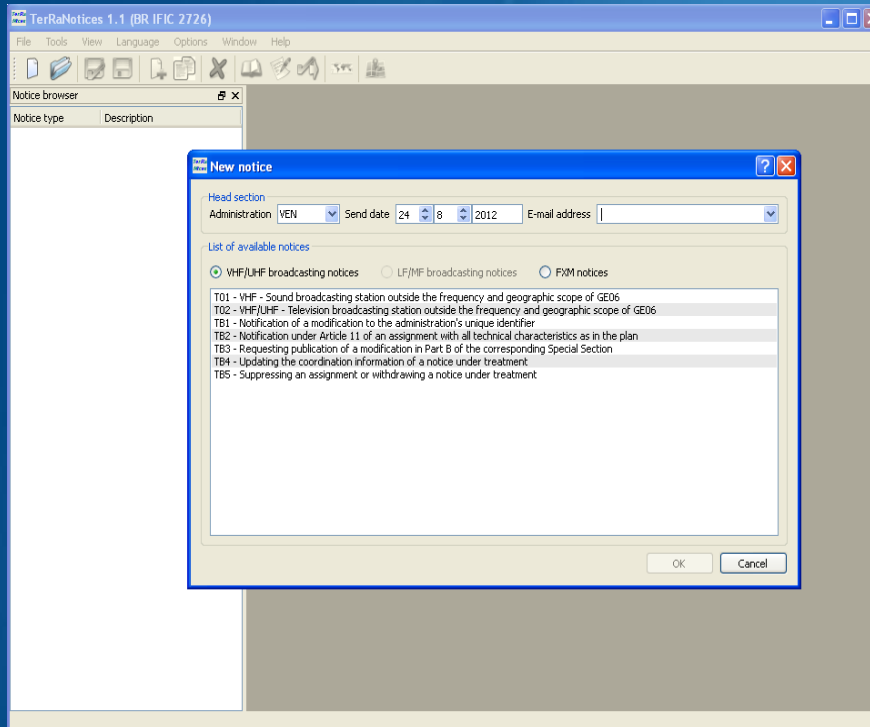 TerRaNotices 1.1 (BR IFIC 2726)
File Tools View Language Options Window Help
Notice browser
Notice type Description
New notice
Head section
Administration VEN Send date 24 8 2012 E-mail address
List of available notices
VHF/UHF broadcasting notices LF/MF broadcasting notices FXM notices
T01 - VHF - Sound broadcasting station outside the frequency and geographic scope of GE06
T02 - VHF/UHF - Television broadcasting station outside the frequency and geographic scope of GE06
TB1 - Notification of a modification to the administration's unique identifier
TB2 - Notification under Article 11 of an assignment with all technical characteristics as in the plan
TB3 - Requesting publication of a modification in Part B of the corresponding Special Section
TB4 - Updating the coordination information of a notice under treatment
TB5 - Suppressing an assignment or withdrawing a notice under treatment
OK Cancel